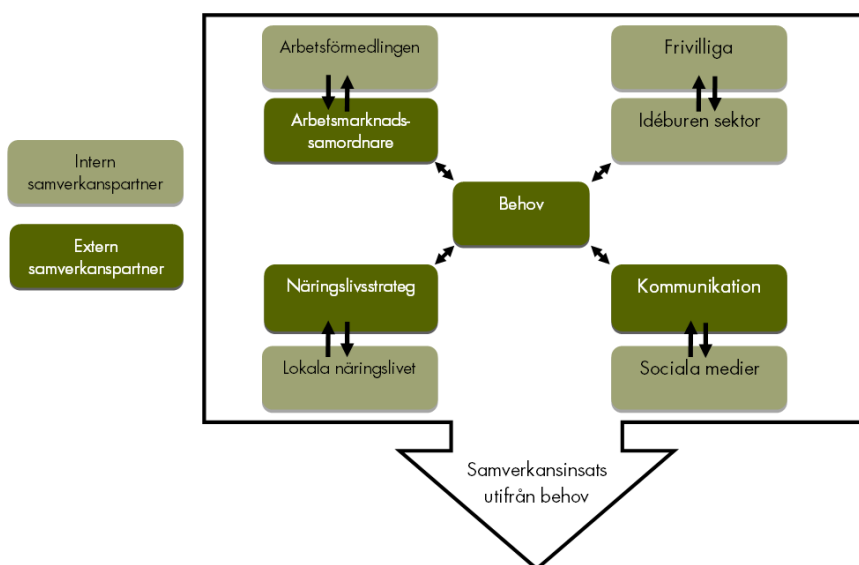 Arbetsförmedlingen
Frivilliga
Arbetsmarknads-
samordnare
Idéburen sektor
Intern
samverkanspartner
Behov
Extern
samverkanspartner
Näringslivsstrateg
Kommunikation
Lokala näringslivet
Sociala medier
Samverkansinsats
utifrån behov